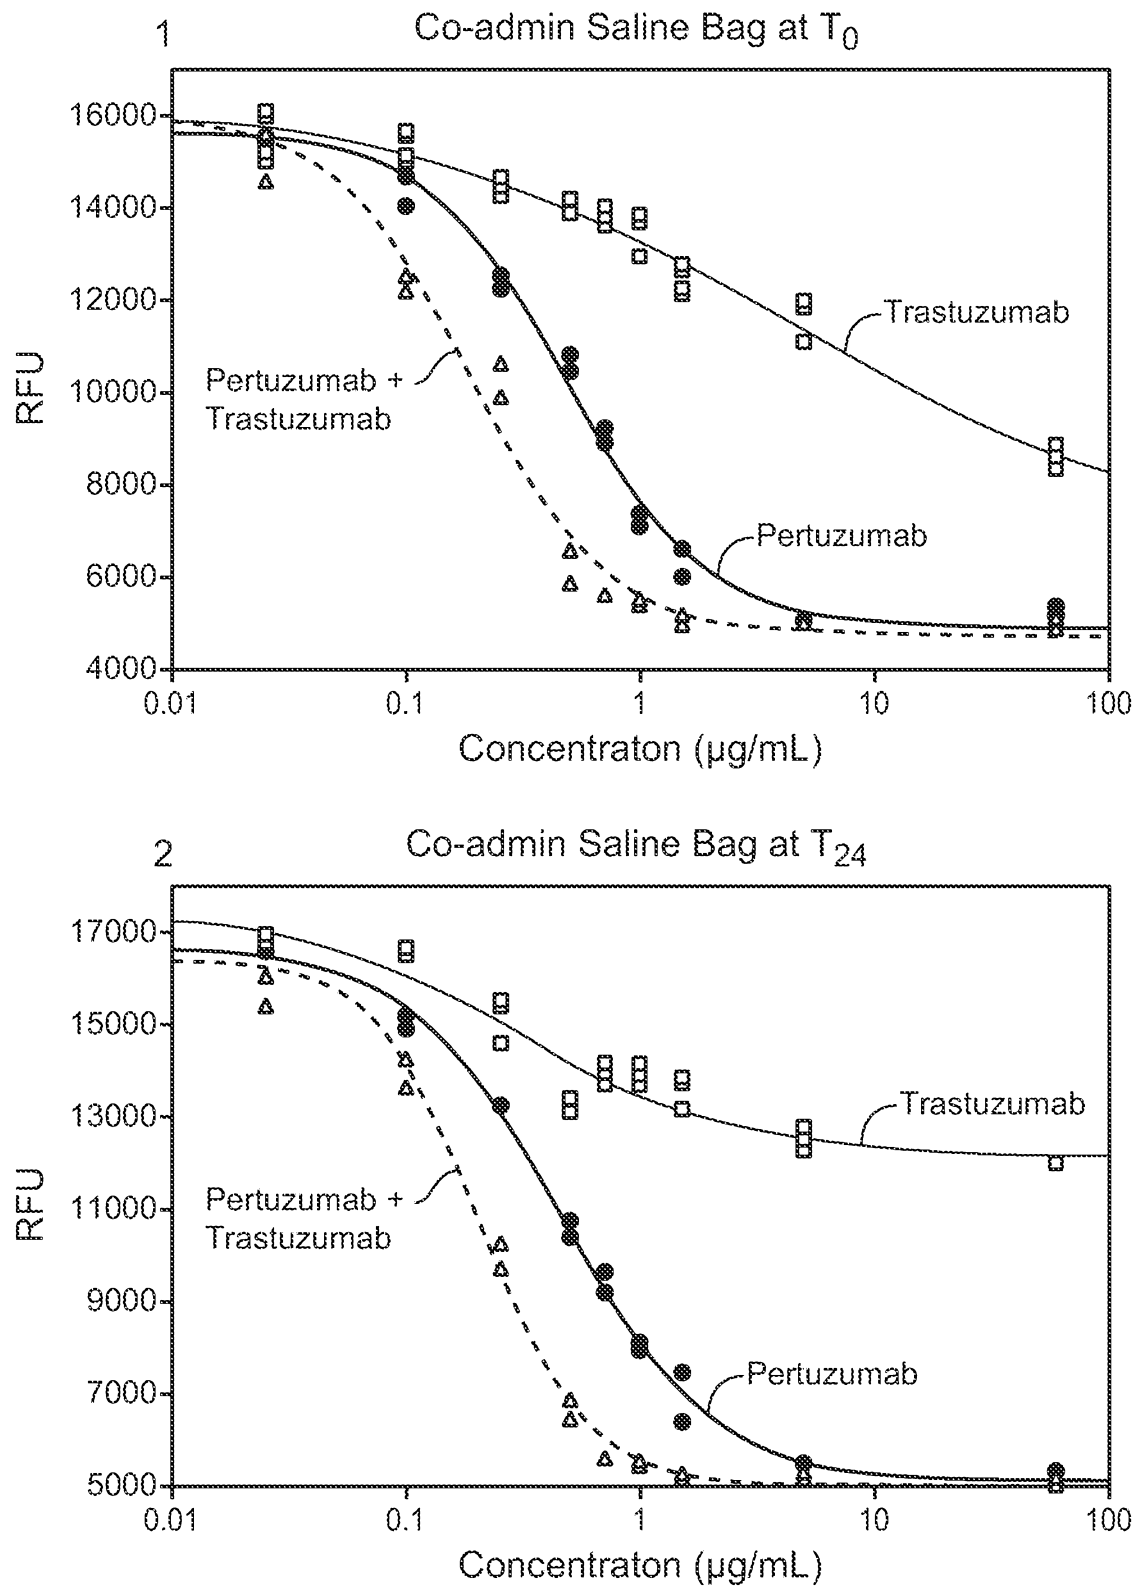 1
Co-admin Saline Bag at T0
16000
14000
12000
10000
8000
6000
4000
RFU
Trastuzumab
Pertuzumab +
Trastuzumab
Pertuzumab
0.01 0.1 1 10 100
Concentraton (µg/mL)
2
Co-admin Saline Bag at T24
17000
15000
13000
11000
9000
7000
5000
RFU
Trastuzumab
Pertuzumab +
Trastuzumab
Pertuzumab
0.01 0.1 1 10 100
Concentraton (µg/mL)